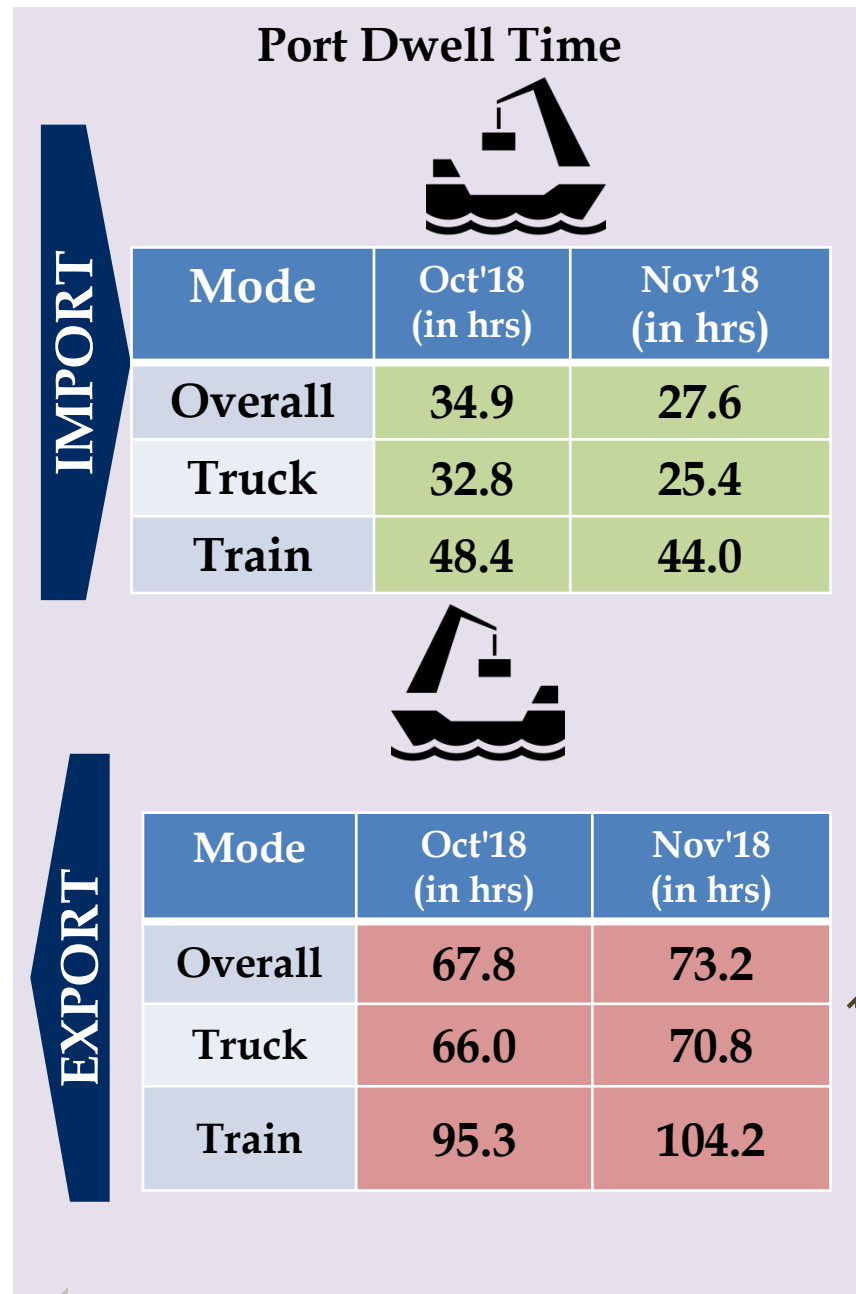 Port Dwell Time
IMPORT
Mode Oct'18 Nov'18
(in hrs) (in hrs)
Overall 34.9 27.6
Truck 32.8 25.4
Train 48.4 44.0
EXPORT
Mode Oct'18 Nov'18
(in hrs) (in hrs)
Overall 67.8 73.2
Truck 66.0 70.8
Train 95.3 104.2